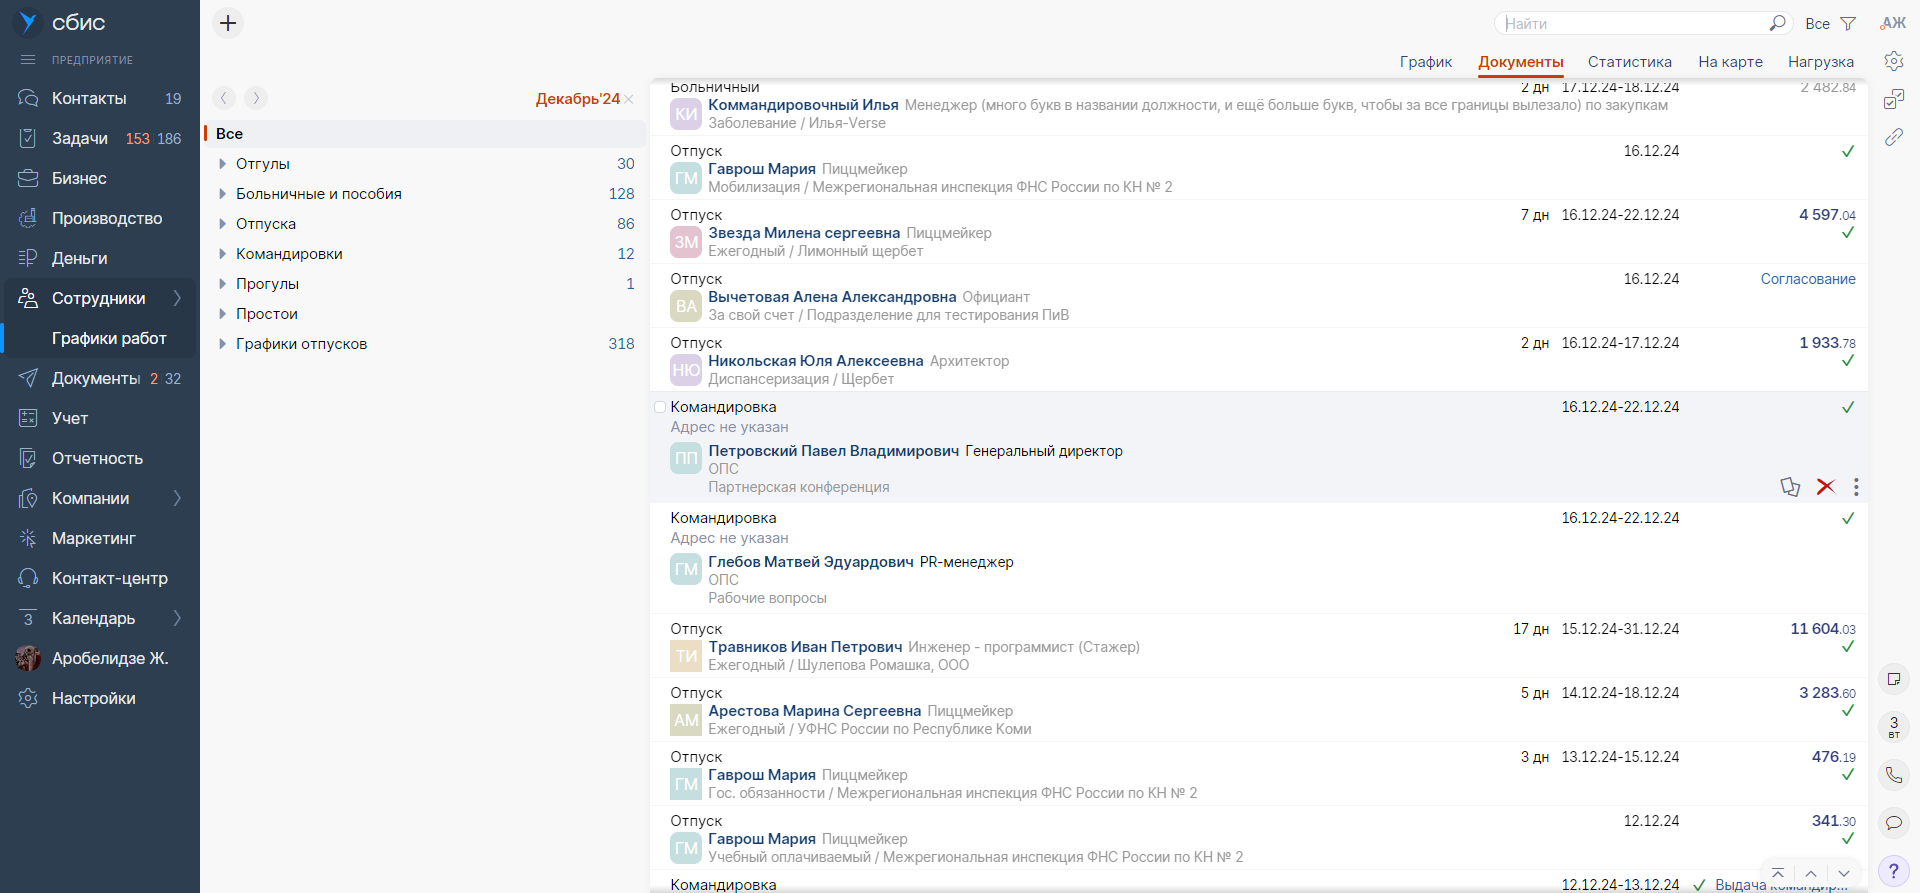 сбис
ПРЕДПРИЯТИЕ
Контакты 19
Задачи 153 186
Бизнес
Производство
Деньги
Сотрудники
Графики работ
Документы 2 32
Учет
Отчетность
Компании
Маркетинг
Контакт-центр
3 Календарь
Аробелидзе Ж.
Настройки
Найти Все
АЖ
График Документы Статистика На карте Нагрузка
Декабрь'24
Все
Отгулы 30
Больничные и пособия 128
Отпуска 86
Командировки 12
Прогулы 1
Простои
Графики отпусков 318
Больничный 2 дн 17.12.24-18.12.24 2 482.84
КИ Коммандировочный Илья Менеджер (много букв в названии должности, и ещё больше букв, чтобы за все границы вылезало) по закупкам
Заболевание / Илья-Verse
Отпуск 16.12.24
ГМ Гаврош Мария Пиццмейкер
Мобилизация / Межрегиональная инспекция ФНС России по КН № 2
Отпуск 7 дн 16.12.24-22.12.24 4 597.04
ЗМ Звезда Милена сергеевна Пиццмейкер
Ежегодный / Лимонный щербет
Отпуск 16.12.24 Согласование
ВА Вычетовая Алена Александровна Официант
За свой счет / Подразделение для тестирования ПиВ
Отпуск 2 дн 16.12.24-17.12.24 1 933.78
НЮ Никольская Юля Алексеевна Архитектор
Диспансеризация / Щербет
Командировка 16.12.24-22.12.24
Адрес не указан
ПП Петровский Павел Владимирович Генеральный директор
ОПС
Партнерская конференция
Командировка 16.12.24-22.12.24
Адрес не указан
ГМ Глебов Матвей Эдуардович PR-менеджер
ОПС
Рабочие вопросы
Отпуск 17 дн 15.12.24-31.12.24 11 604.03
ТИ Травников Иван Петрович Инженер - программист (Стажер)
Ежегодный / Шулепова Ромашка, ООО
Отпуск 5 дн 14.12.24-18.12.24 3 283.60
АМ Арестова Марина Сергеевна Пиццмейкер
Ежегодный / УФНС России по Республике Коми
Отпуск 3 дн 13.12.24-15.12.24 476.19
ГМ Гаврош Мария Пиццмейкер
Гос. обязанности / Межрегиональная инспекция ФНС России по КН № 2
Отпуск 12.12.24 341.30
ГМ Гаврош Мария Пиццмейкер
Учебный оплачиваемый / Межрегиональная инспекция ФНС России по КН № 2
Командировка 12.12.24-13.12.24 Выдача командир...
3
ВТ
?